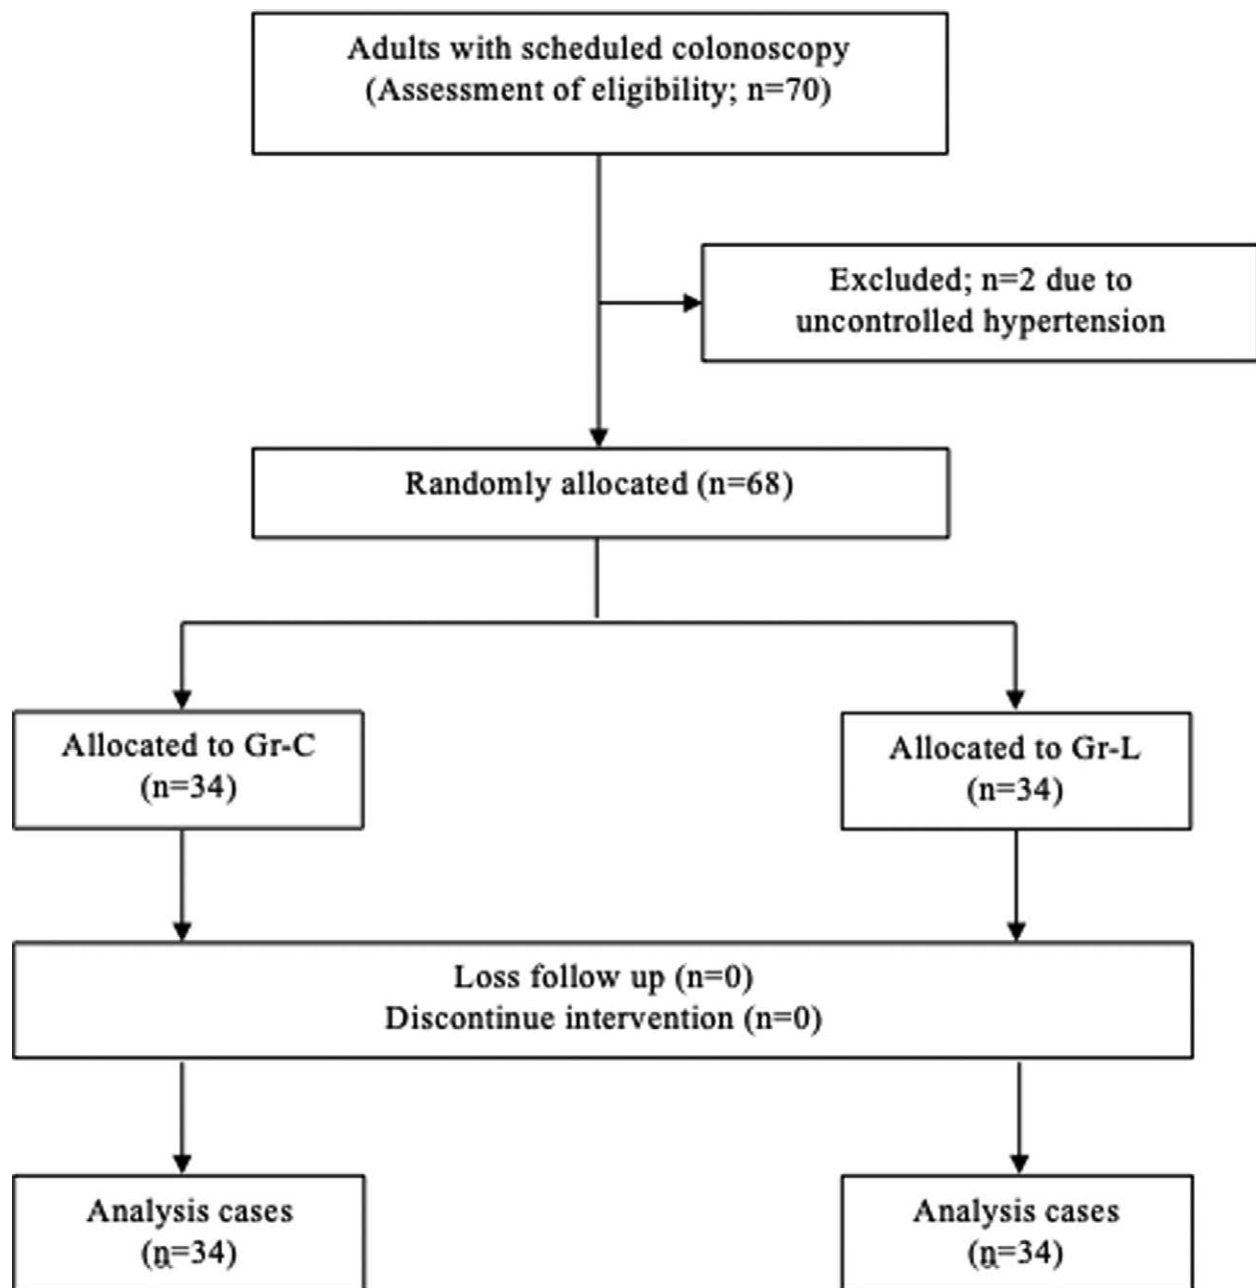 Adults with scheduled colonoscopy
(Assessment of eligibility; n=70)
Excluded; n=2 due to
uncontrolled hypertension
Randomly allocated (n=68)
Allocated to Gr-C
(n=34)
Allocated to Gr-L
(n=34)
Loss follow up (n=0)
Discontinue intervention (n=0)
Analysis cases
(n=34)
Analysis cases
(n=34)